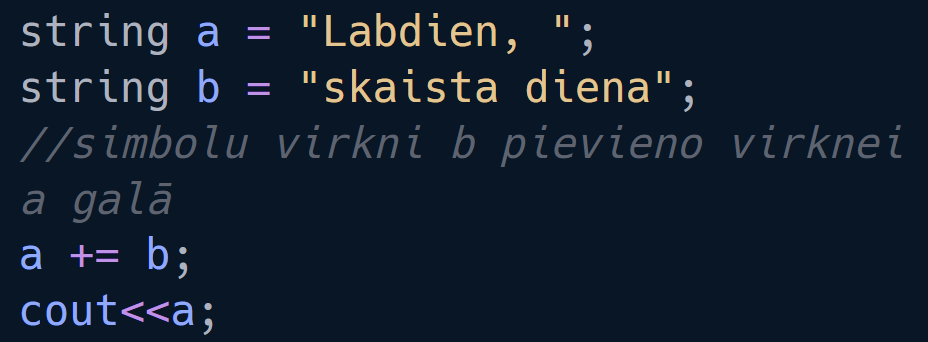 string a = "Labdien, ";
string b = "skaista diena";
//simbolu virkni b pievieno virknei
a galā
a += b;
cout<<a;